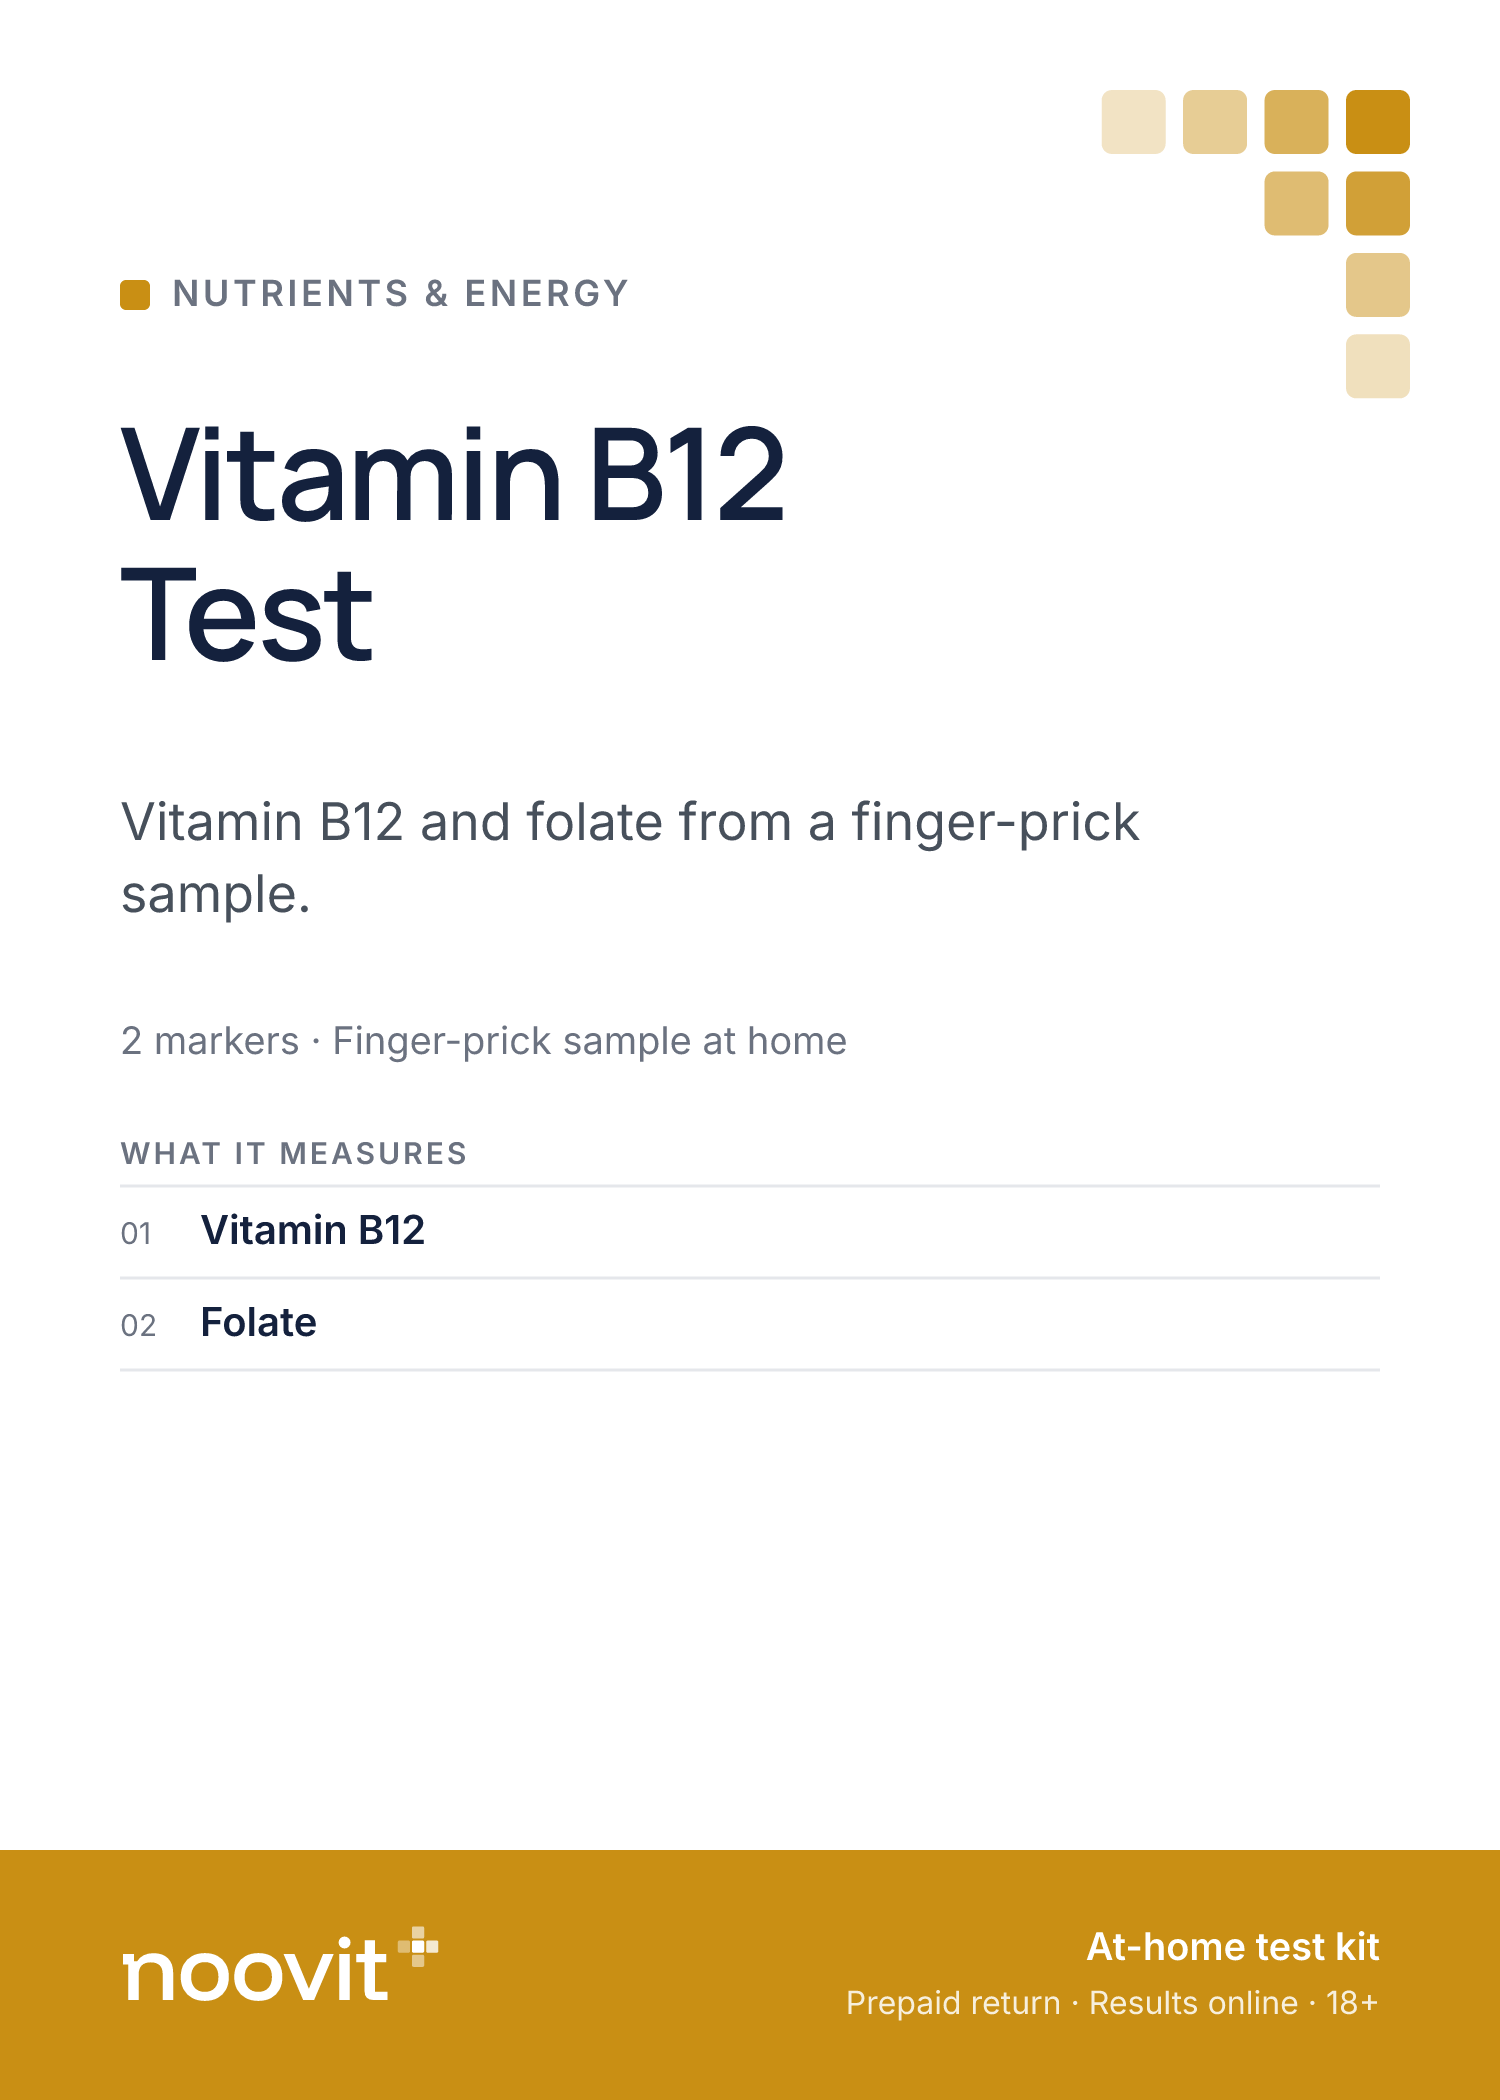 NUTRIENTS & ENERGY
Vitamin B12
Test
Vitamin B12 and folate from a finger-prick
sample.
2 markers · Finger-prick sample at home
WHAT IT MEASURES
01 Vitamin B12
02 Folate
noovit
At-home test kit
Prepaid return · Results online · 18+